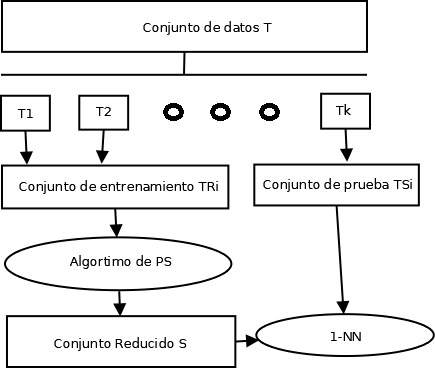 Conjunto de datos T
T1
T2
Tk
Conjunto de entrenamiento TRi
Conjunto de prueba TSi
Algortimo de PS
Conjunto Reducido S
1-NN